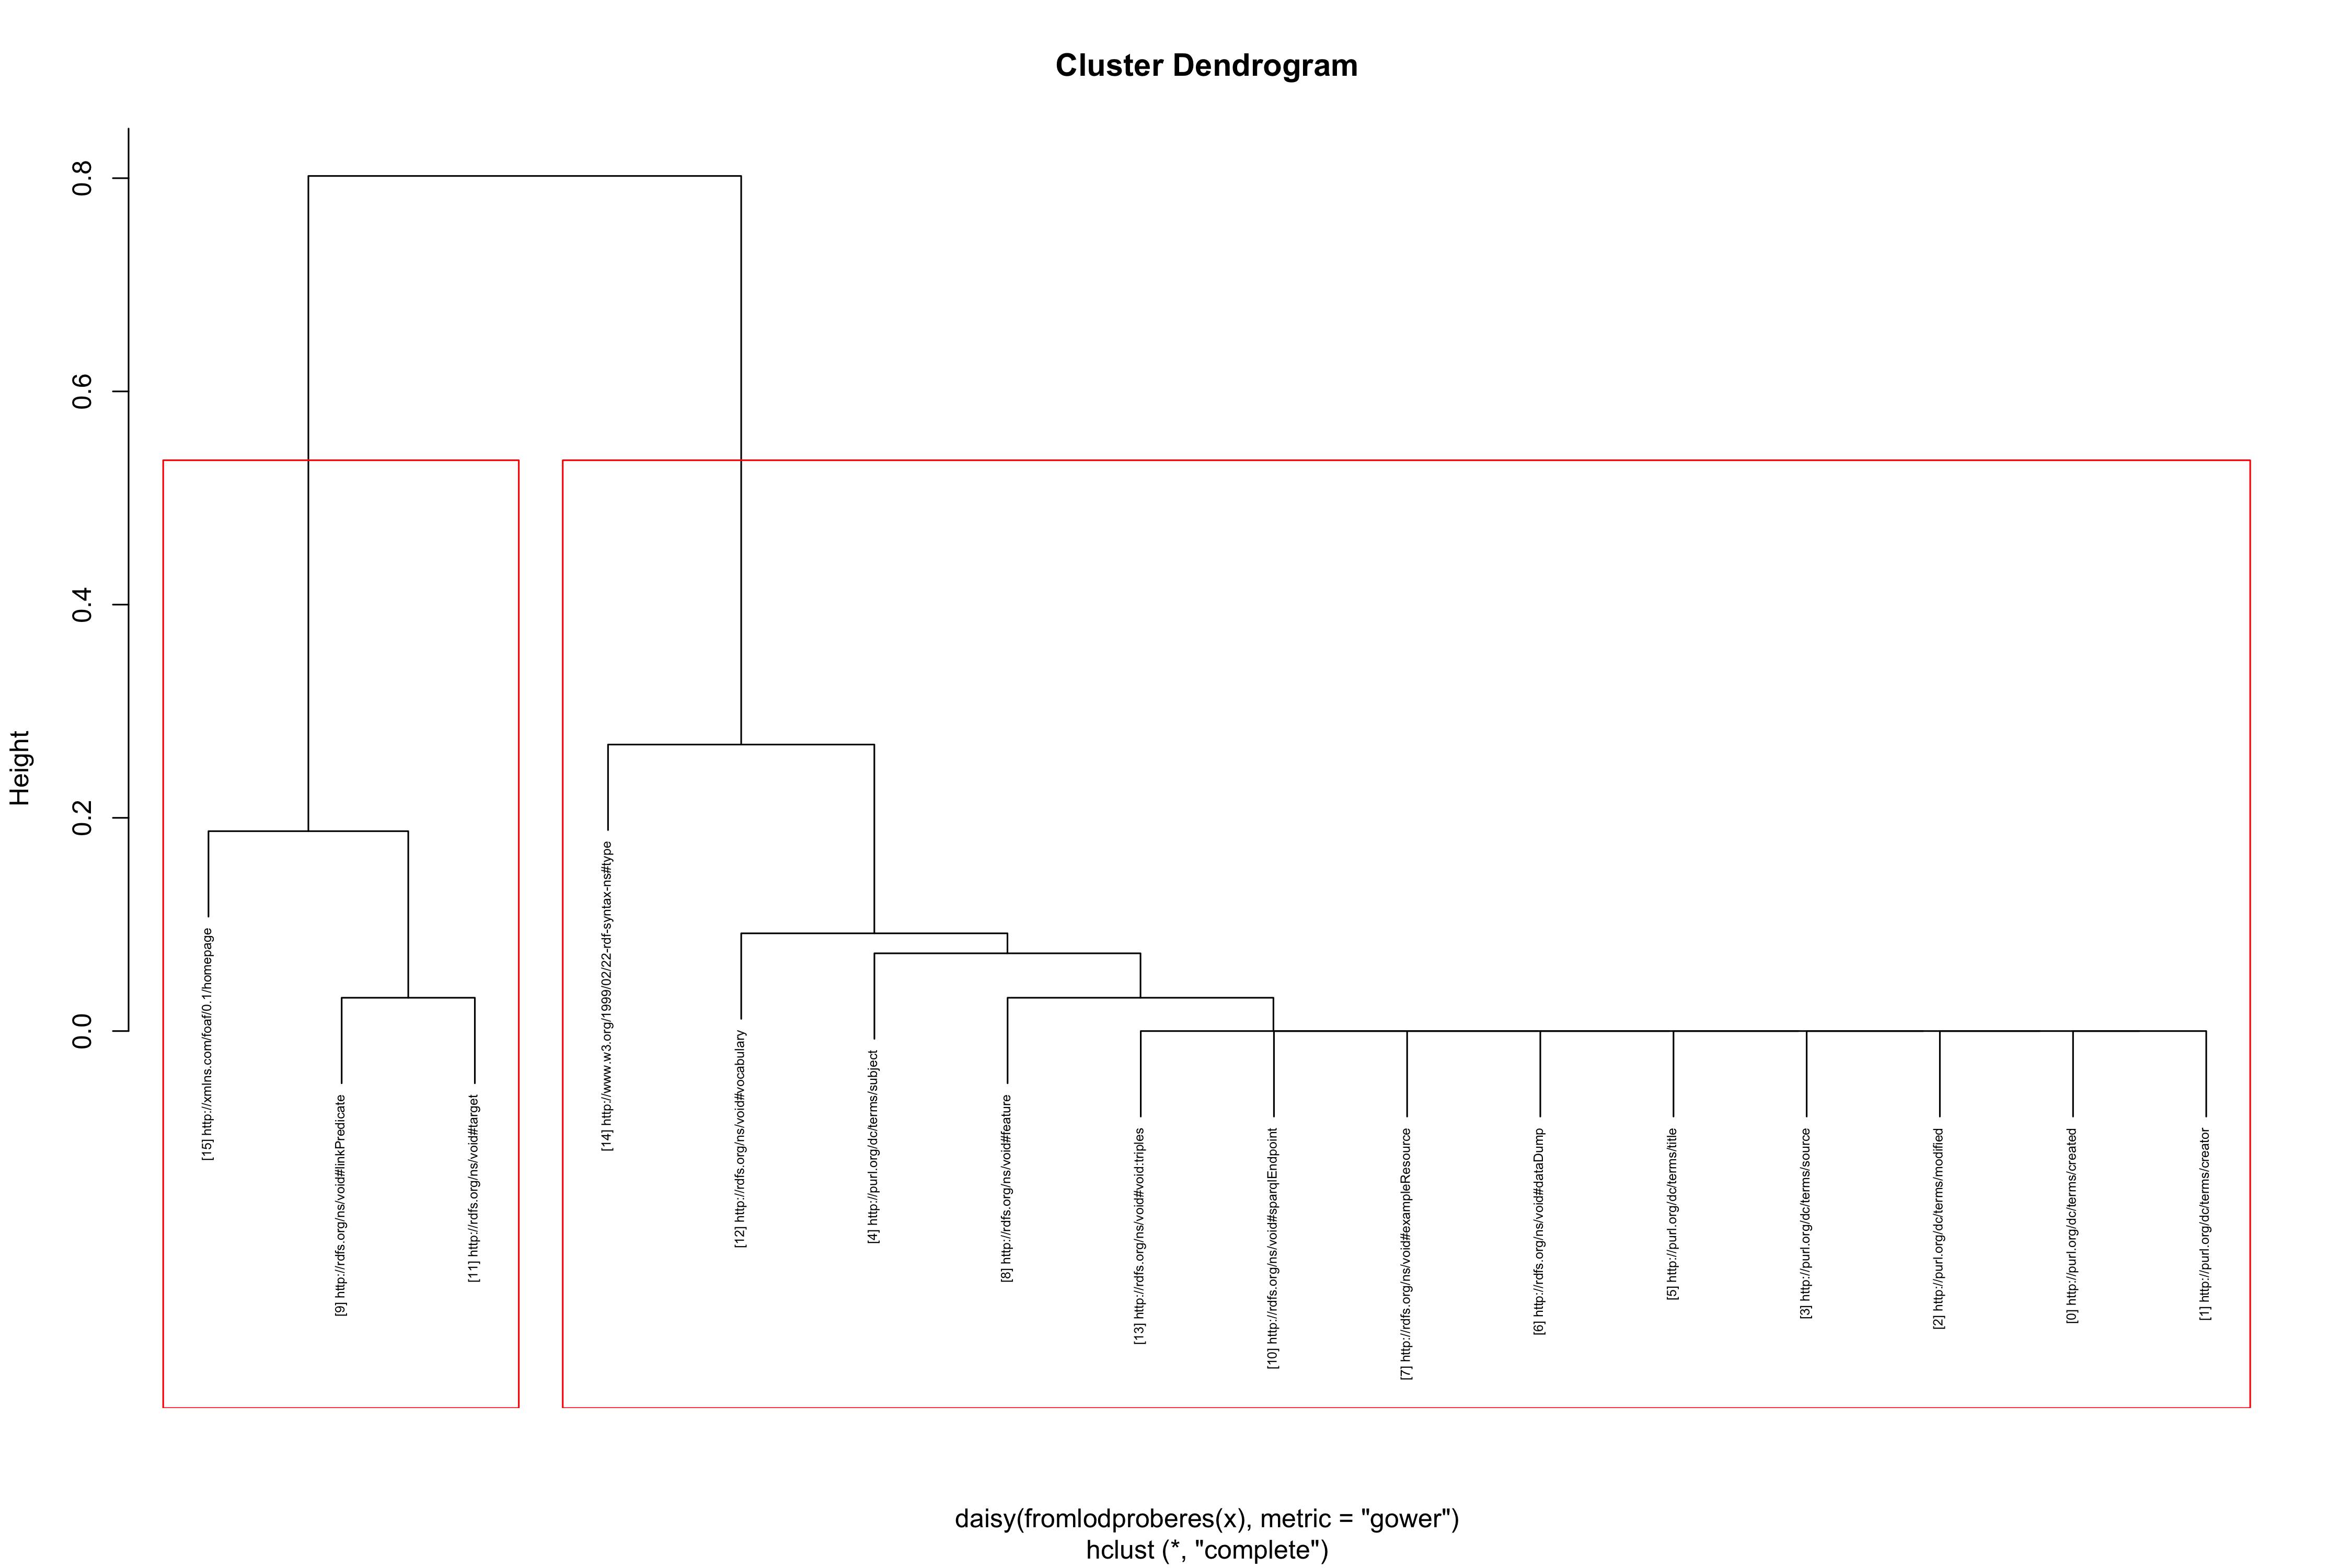 Cluster Dendrogram
Height
0.8
0.6
0.4
0.2
0.0
[15] http://xmlns.com/foaf/0.1/homepage
[9] http://rdfs.org/ns/void#linkPredicate
[11] http://rdfs.org/ns/void#target
[14] http://www.w3.org/1999/02/22-rdf-syntax-ns#type
[12] http://rdfs.org/ns/void#vocabulary
[4] http://purl.org/dc/terms/subject
[8] http://rdfs.org/ns/void#feature
[13] http://rdfs.org/ns/void#void:triples
[10] http://rdfs.org/ns/void#sparqlEndpoint
[7] http://rdfs.org/ns/void#exampleResource
[6] http://rdfs.org/ns/void#dataDump
[5] http://purl.org/dc/terms/title
[3] http://purl.org/dc/terms/source
[2] http://purl.org/dc/terms/modified
[0] http://purl.org/dc/terms/created
[1] http://purl.org/dc/terms/creator
daisy(fromlodproberes(x), metric = "gower")
hclust (*, "complete")